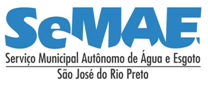 SeMAE
Serviço Municipal Autônomo de Água e Esgoto
São José do Rio Preto